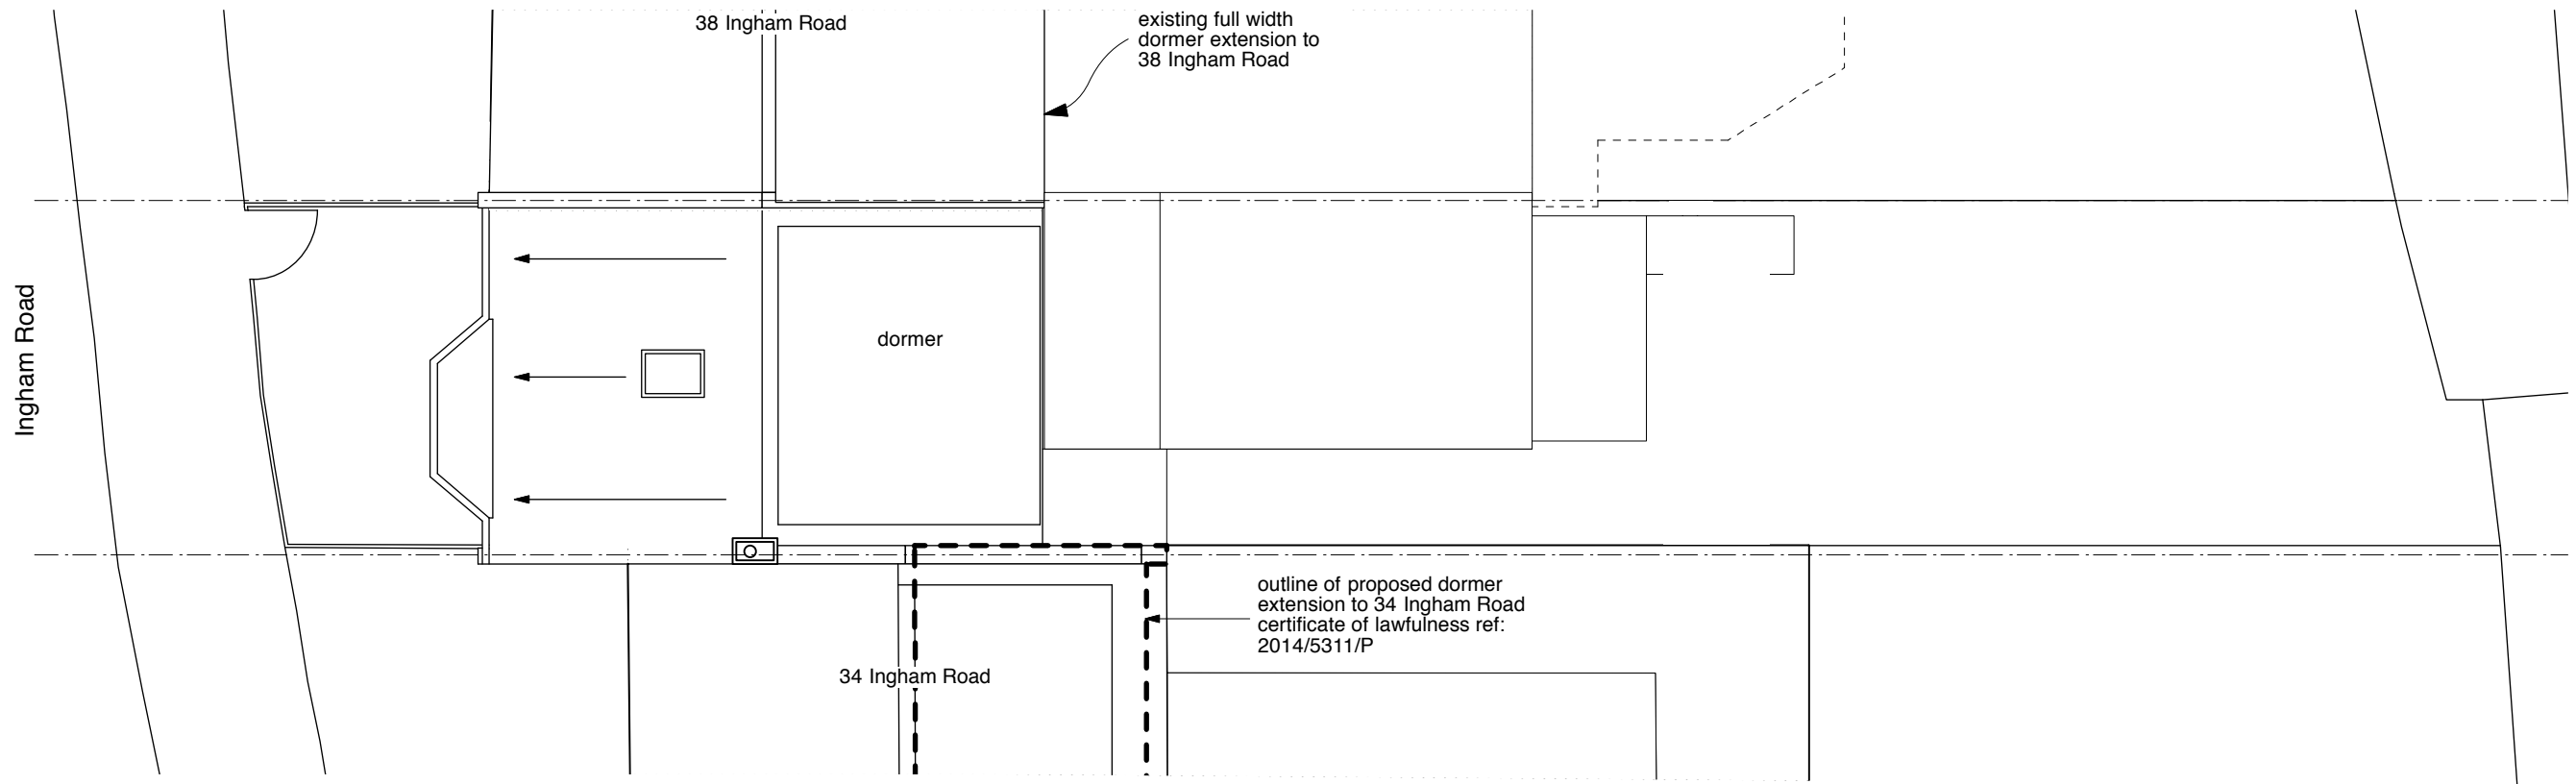 38 Ingham Road
existing full width
dormer extension to
38 Ingham Road
Ingham Road
dormer
outline of proposed dormer
extension to 34 Ingham Road
certificate of lawfulness ref:
2014/5311/P
34 Ingham Road